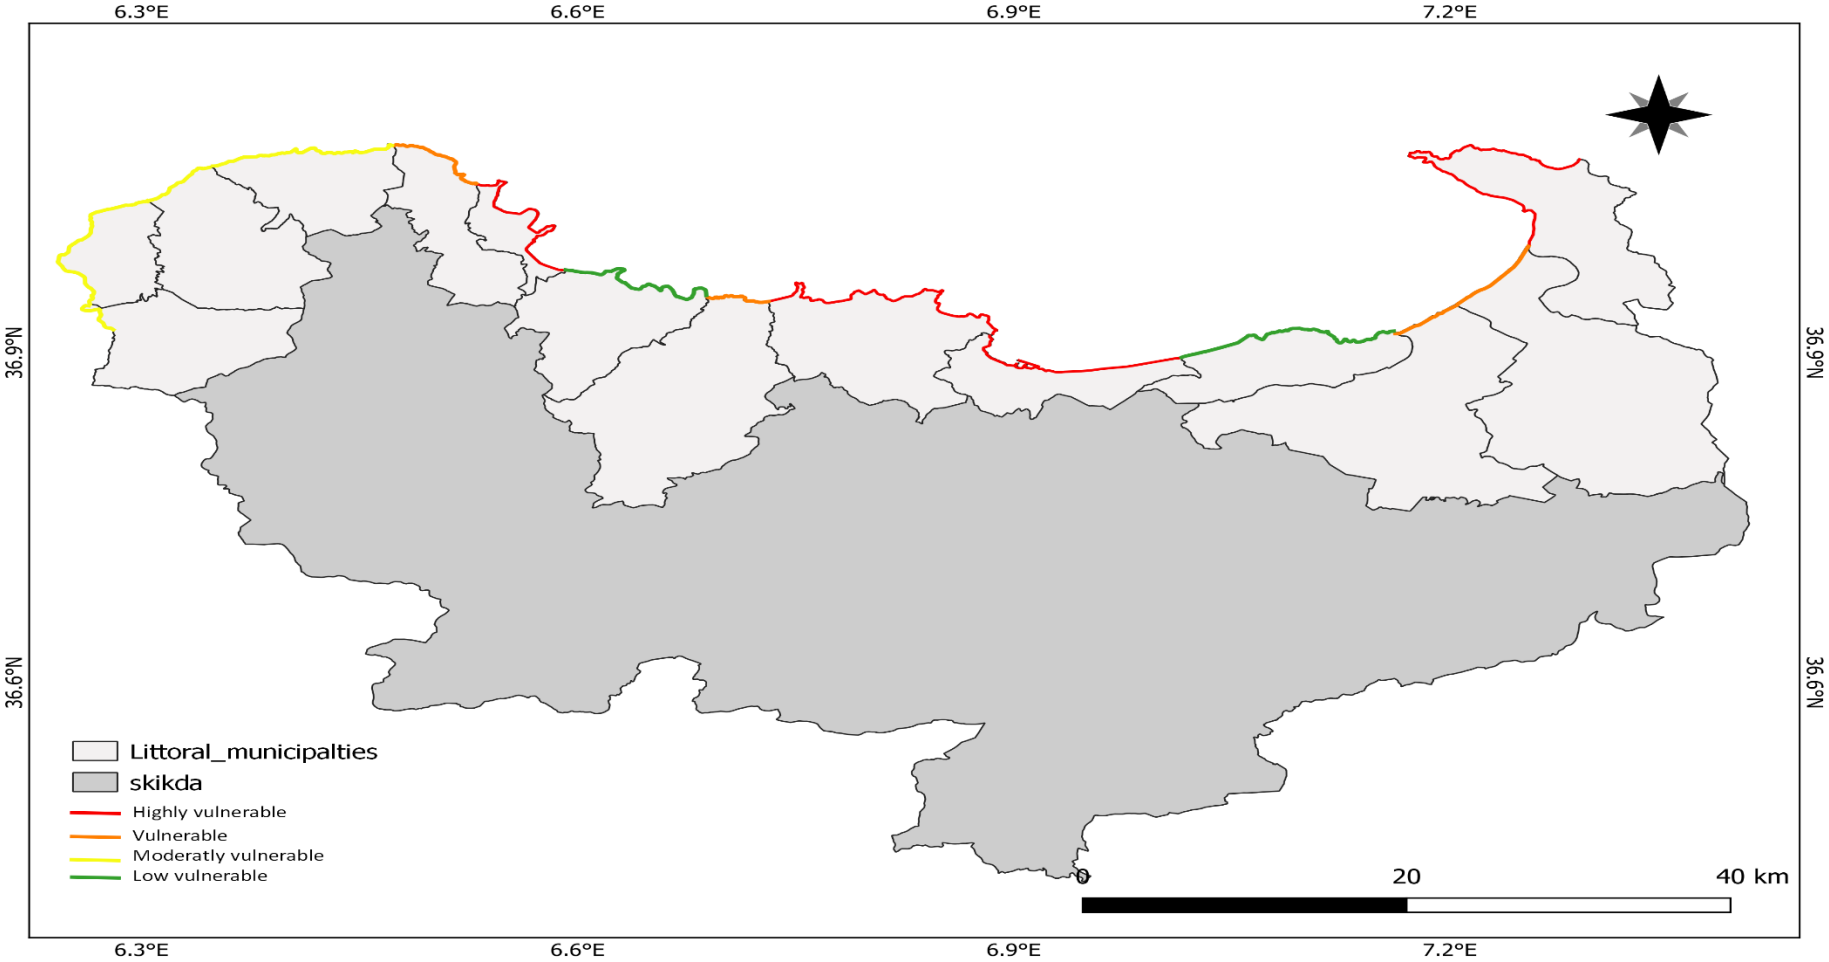 6.3°E 6.6°E 6.9°E 7.2°E
36.9°N 36.9°N
36.6°N 36.6°N
Littoral_municipalties
skikda
Highly vulnerable
Vulnerable
Moderatly vulnerable
Low vulnerable
0 20 40 km
6.3°E 6.6°E 6.9°E 7.2°E